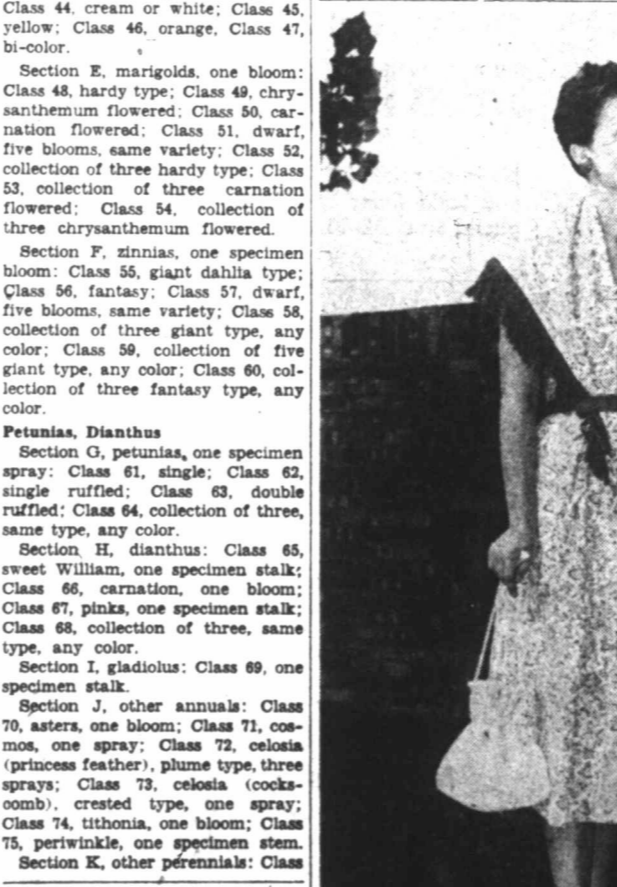 Class 44, cream or white; Class 45,
yellow; Class 46, orange, Class 47,
bi-color.
Section E, marigolds, one bloom:
Class 48, hardy type; Class 49, chry-
santhemum flowered; Class 50, car-
nation flowered; Class 51, dwarf,
five blooms, same variety; Class 52,
collection of three hardy type; Class
53, collection of three carnation
flowered; Class 54, collection of
three chrysanthemum flowered.
Section F, zinnias, one specimen
bloom: Class 55, giant dahlia type;
Class 56, fantasy; Class 57, dwarf,
five blooms, same variety; Class 58,
collection of three giant type, any
color; Class 59, collection of five
giant type, any color; Class 60, col-
lection of three fantasy type, any
color.
Petunias, Dianthus
Section G, petunias, one specimen
spray: Class 61, single; Class 62,
single ruffled; Class 63, double
ruffled; Class 64, collection of three,
same type, any color.
Section H, dianthus: Class 65,
sweet William, one specimen stalk;
Class 66, carnation, one bloom;
Class 67, pinks, one specimen stalk;
Class 68, collection of three, same
type, any color.
Section I, gladiolus: Class 69, one
specimen stalk.
Section J, other annuals: Class
70, asters, one bloom; Class 71, cos-
mos, one spray; Class 72, celosia
(princess feather), plume type, three
sprays; Class 73, celosia (cocks-
comb), crested type, one spray;
Class 74, tithonia, one bloom; Class
75, periwinkle, one specimen stem.
Section K, other perennials: Class